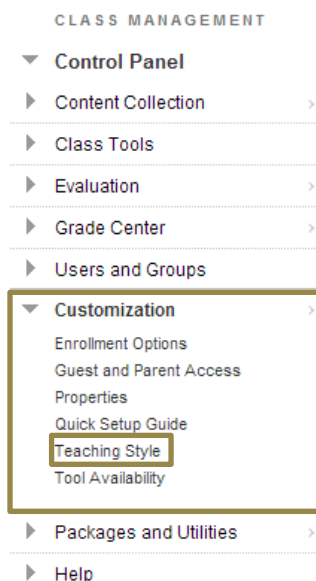 CLASS MANAGEMENT
Control Panel
Content Collection
Class Tools
Evaluation
Grade Center
Users and Groups
Customization
Enrollment Options
Guest and Parent Access
Properties
Quick Setup Guide
Teaching Style
Tool Availability
Packages and Utilities
Help